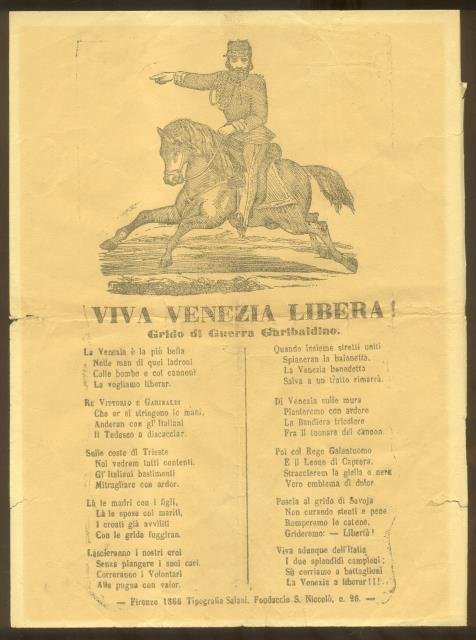 VIVA VENEZIA LIBERA!
Grido di Guerra Garibaldino.
La Venezia è la più bella
Nelle man di quei ladroni
Colle bombe e coi cannoni
La vogliamo liberar.
RE VITTORIO E GARIBALDI
Che or si stringono le mani,
Anderan con gl' Italiani
Il Tedesco a discacciar.
Sulle coste di Trieste
Noi vedrem tutti contenti,
Gl' Italiani bastimenti
Mitragliare con ardor.
Là le madri con i figli,
Là le spose coi mariti,
I croati già avviliti
Con le grida fuggiran.
Lascieranno i nostri eroi
Senza piangere i suoi cari.
Correranno i Volontari
Alla pugna con valor.
Quando insieme stretti uniti
Spianeran la baionetta,
La Venezia benedetta
Salva a un tratto rimarrà.
Di Venezia sulle mura
Pianteremo con ardore
La Bandiera tricolore
Fra il tuonare del cannon.
Poi col Rege Galantuomo
E il Leone di Caprera,
Straccierem la gialla e nera
Vero emblema di dolor.
Poscia al grido di Savoja
Non curando stenti e pene
Romperemo le catene,
Grideremo: — Libertà!
Viva adunque dell'Italia
I due splendidi campioni;
Sù corriamo a battaglioni
La Venezia a liberar!!!
— Firenze 1866 Tipografia Salani, Fondaccio S. Niccolò, n. 26. —